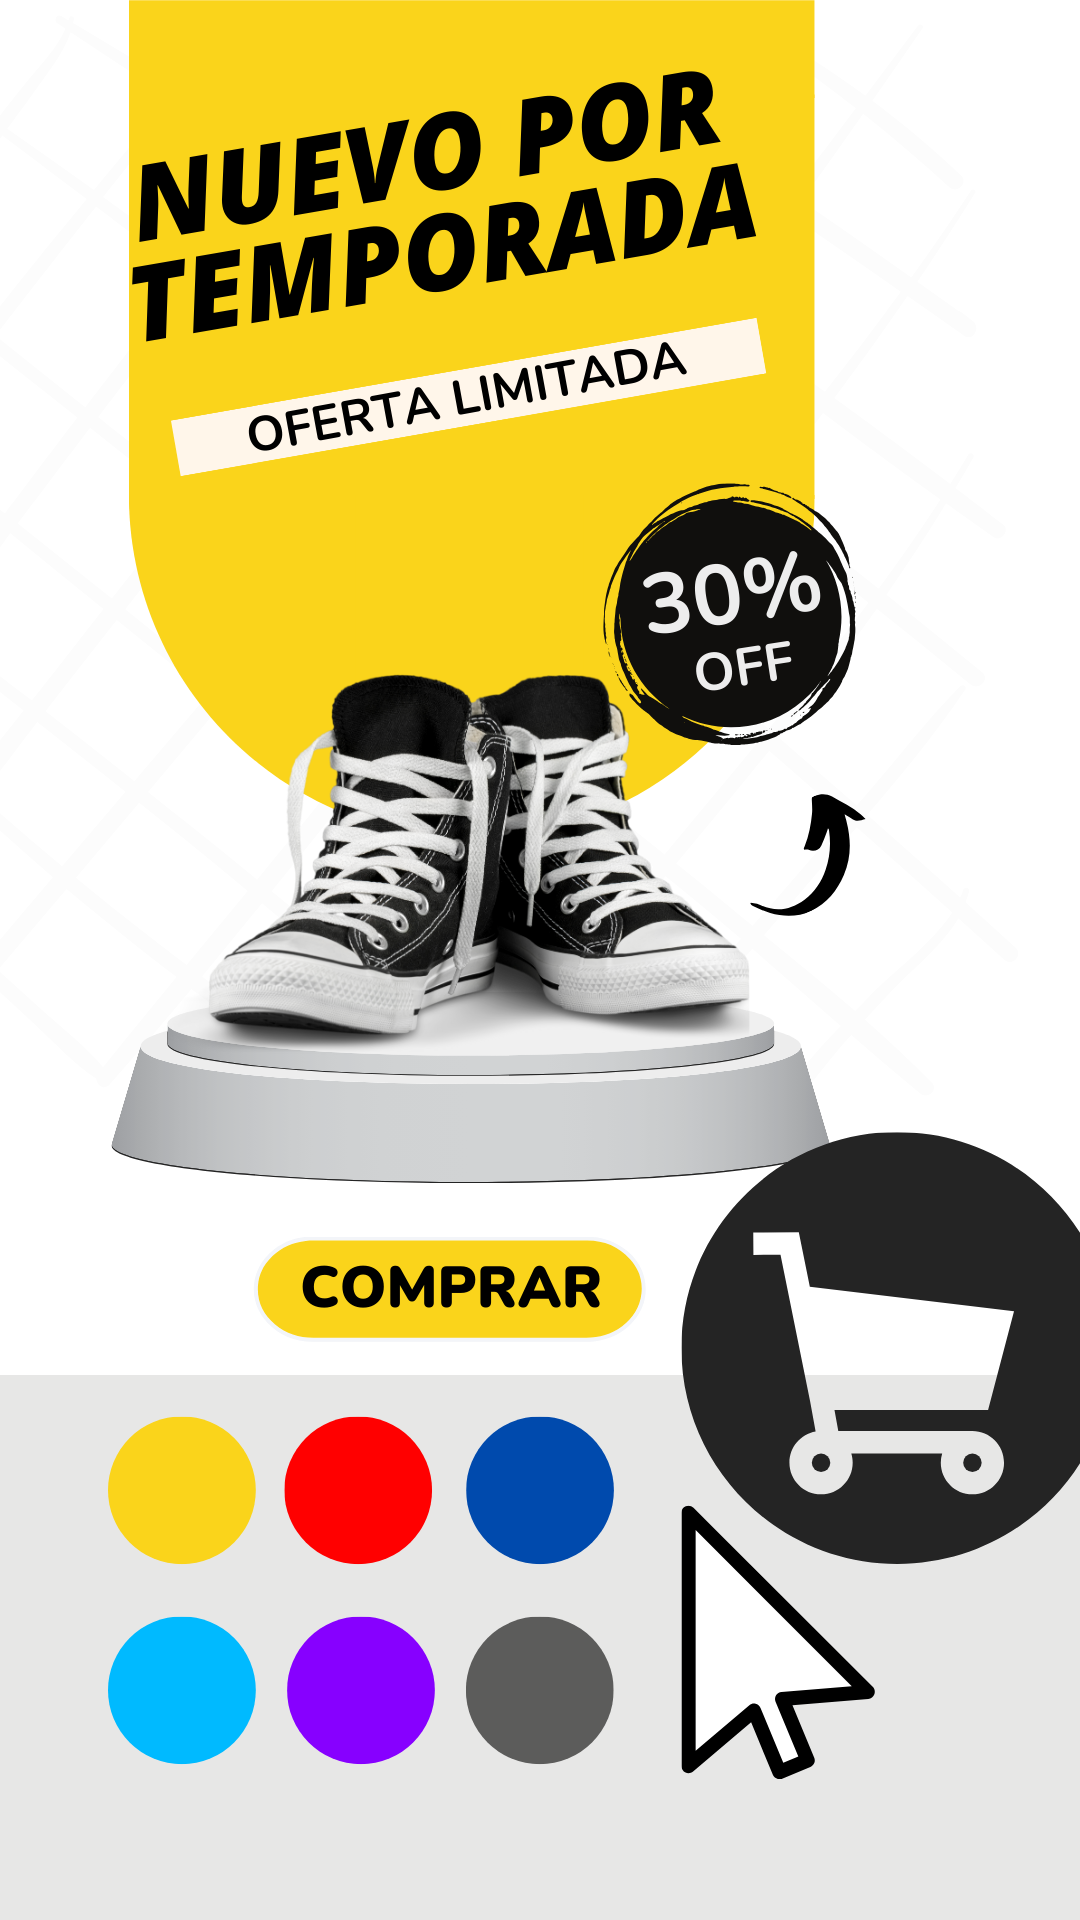 NUEVO POR
TEMPORADA
OFERTA LIMITADA
30%
OFF
COMPRAR